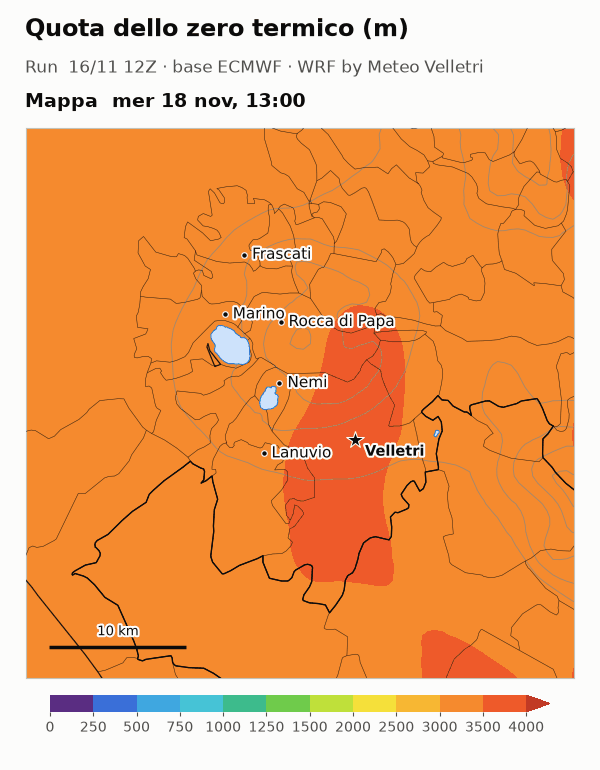 Quota dello zero termico (m)
Run  16/11 12Z · base ECMWF · WRF by Meteo Velletri
Mappa  mer 18 nov, 13:00
Frascati
Marino
Rocca di Papa
Nemi
Velletri
Lanuvio
10 km
0 250 500 750 1000 1250 1500 2000 2500 3000 3500 4000